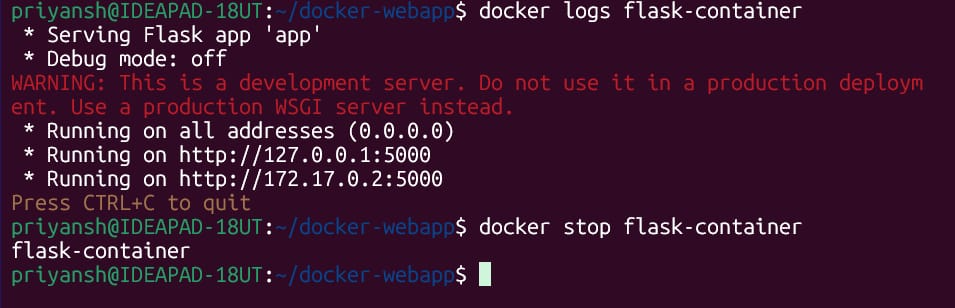 priyansh@IDEAPAD-18UT:~/docker-webapp$ docker logs flask-container
 * Serving Flask app 'app'
 * Debug mode: off
WARNING: This is a development server. Do not use it in a production deploym
ent. Use a production WSGI server instead.
 * Running on all addresses (0.0.0.0)
 * Running on http://127.0.0.1:5000
 * Running on http://172.17.0.2:5000
Press CTRL+C to quit
priyansh@IDEAPAD-18UT:~/docker-webapp$ docker stop flask-container
flask-container
priyansh@IDEAPAD-18UT:~/docker-webapp$